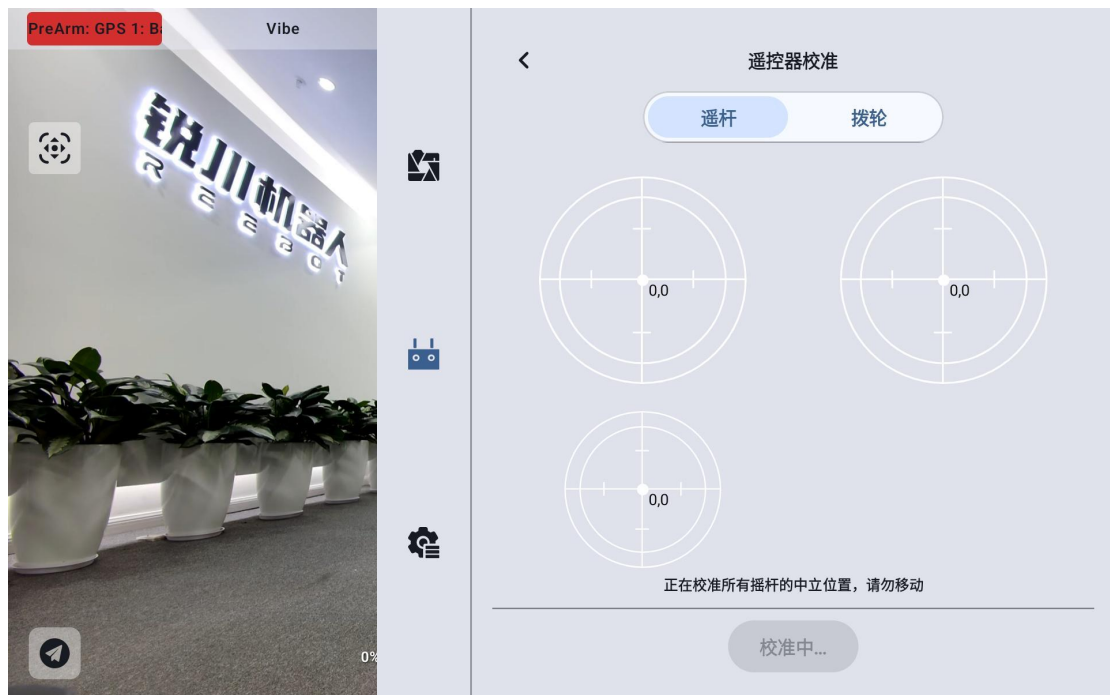 PreArm: GPS 1: Ba
Vibe
锐川机器人
REEBOT
0%
遥控器校准
遥杆
拨轮
0,0
0,0
0,0
正在校准所有摇杆的中立位置，请勿移动
校准中...